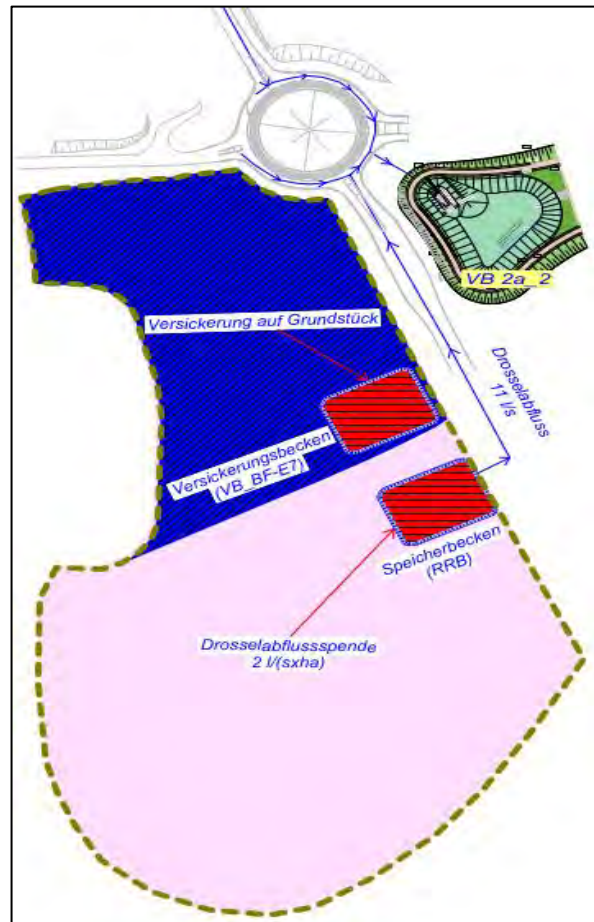 VB 2a_2
Versickerung auf Grundstück
Drosselabfluss
11 l/s
Versickerungsbecken
(VB_BF-E7)
Speicherbecken
(RRB)
Drosselabflussspende
2 l/(sxha)